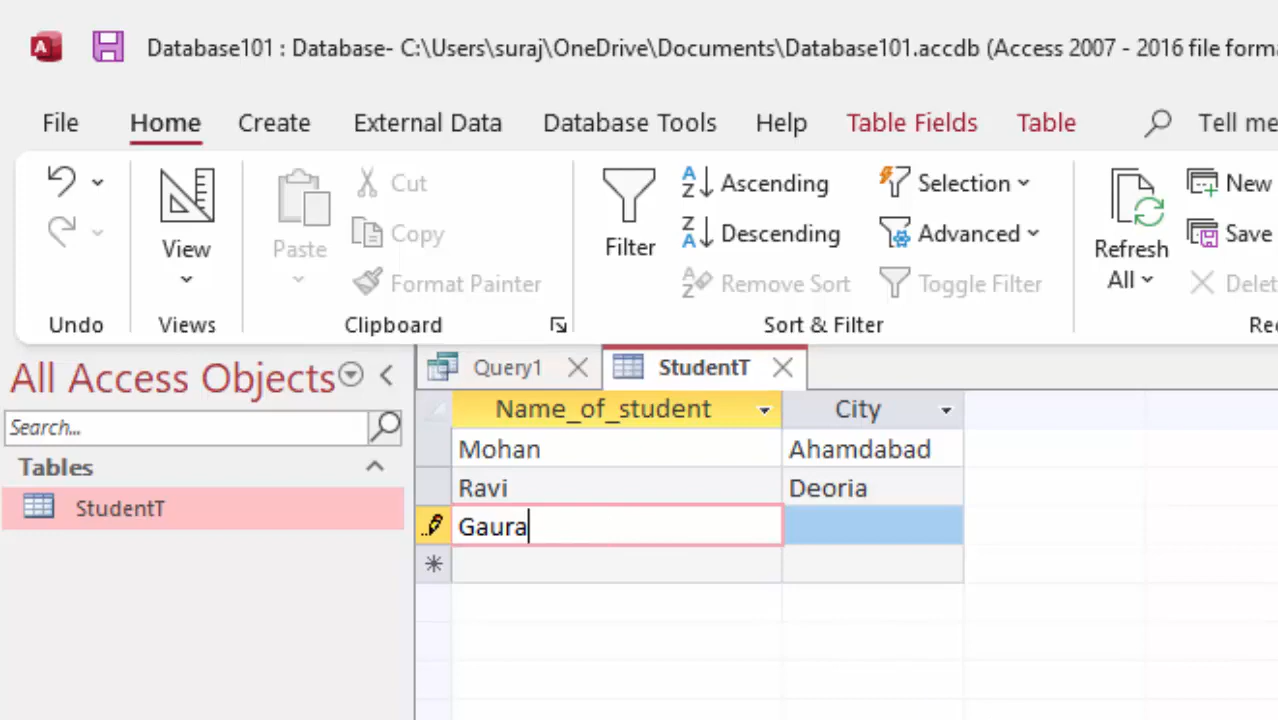 Database101 : Database- C:\Users\suraj\OneDrive\Documents\Database101.accdb (Access 2007 - 2016 file forma
File Home Create External Data Database Tools Help Table Fields Table Tell me
View
Paste
Cut
Copy
Format Painter
Filter
Ascending
Descending
Remove Sort
Selection
Advanced
Toggle Filter
Refresh
All
New
Save
Delet
Undo Views Clipboard Sort & Filter Rec
All Access Objects
Search...
Tables
StudentT
Query1 StudentT
Name_of_student City
Mohan Ahamdabad
Ravi Deoria
Gaura